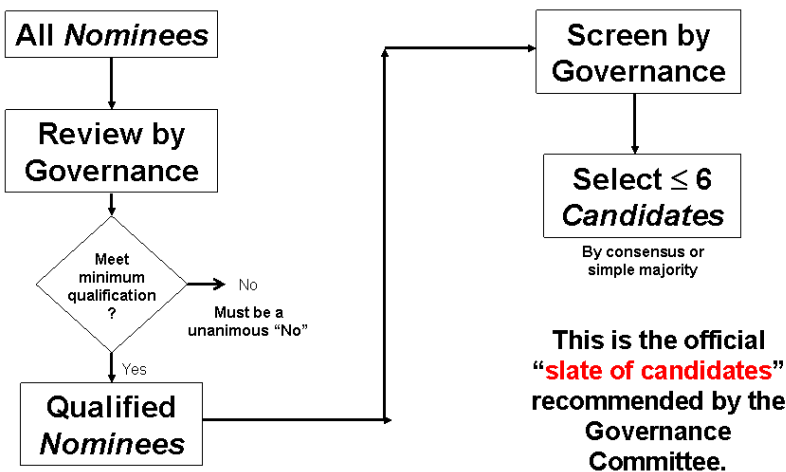 All Nominees
Review by
Governance
Meet
minimum
qualification
?
No
Must be a
unanimous “No”
Yes
Qualified
Nominees
Screen by
Governance
Select ≤ 6
Candidates
By consensus or
simple majority
This is the official
“slate of candidates”
recommended by the
Governance
Committee.